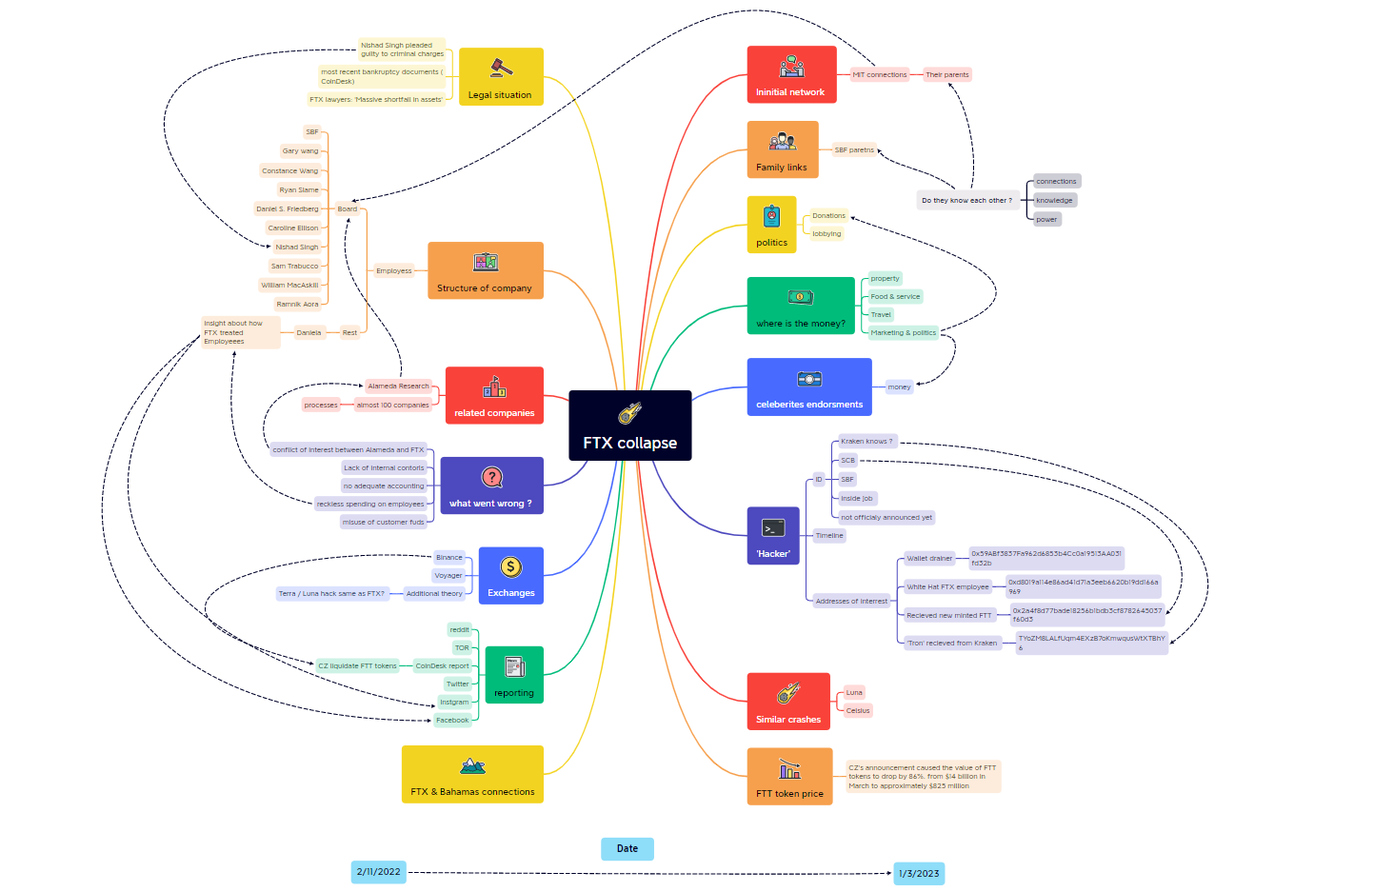 Nishad Singh pleaded
guilty to criminal charges
most recent bankruptcy documents (
CoinDesk)
FTX lawyers: 'Massive shortfall in assets'
Legal situation
SBF
Gary wang
Constance Wang
Ryan Slame
Daniel S. Friedberg
Caroline Ellison
Nishad Singh
Sam Trabucco
William MacAskill
Ramnik Aora
Board
Employess
Structure of company
Insight about how
FTX treated
Employeees
Daniela
Rest
Alameda Research
processes
almost 100 companies
related companies
conflict of interest between Alameda and FTX
Lack of internal contorls
no adequate accounting
reckless spending on employees
misuse of customer fuds
what went wrong ?
Binance
Voyager
Terra / Luna hack same as FTX?
Additional theory
Exchanges
reddit
TOR
CZ liquidate FTT tokens
CoinDesk report
Twitter
Instgram
Facebook
reporting
FTX & Bahamas connections
FTX collapse
Ininitial network
MIT connections
Their parents
Family links
SBF paretns
Do they know each other ?
connections
knowledge
power
politics
Donations
lobbying
where is the money?
property
Food & service
Travel
Marketing & politics
celeberites endorsments
money
'Hacker'
ID
Kraken knows ?
SCB
SBF
inside job
not officialy announced yet
Timeline
Addresses of interrest
Wallet drainer
White Hat FTX employee
Recieved new minted FTT
'Tron' recieved from Kraken
Similar crashes
Luna
Celsius
FTT token price
CZ's announcement caused the value of FTT
tokens to drop by 86%, from $14 billion in
March to approximately $825 million
Date
2/11/2022
1/3/2023